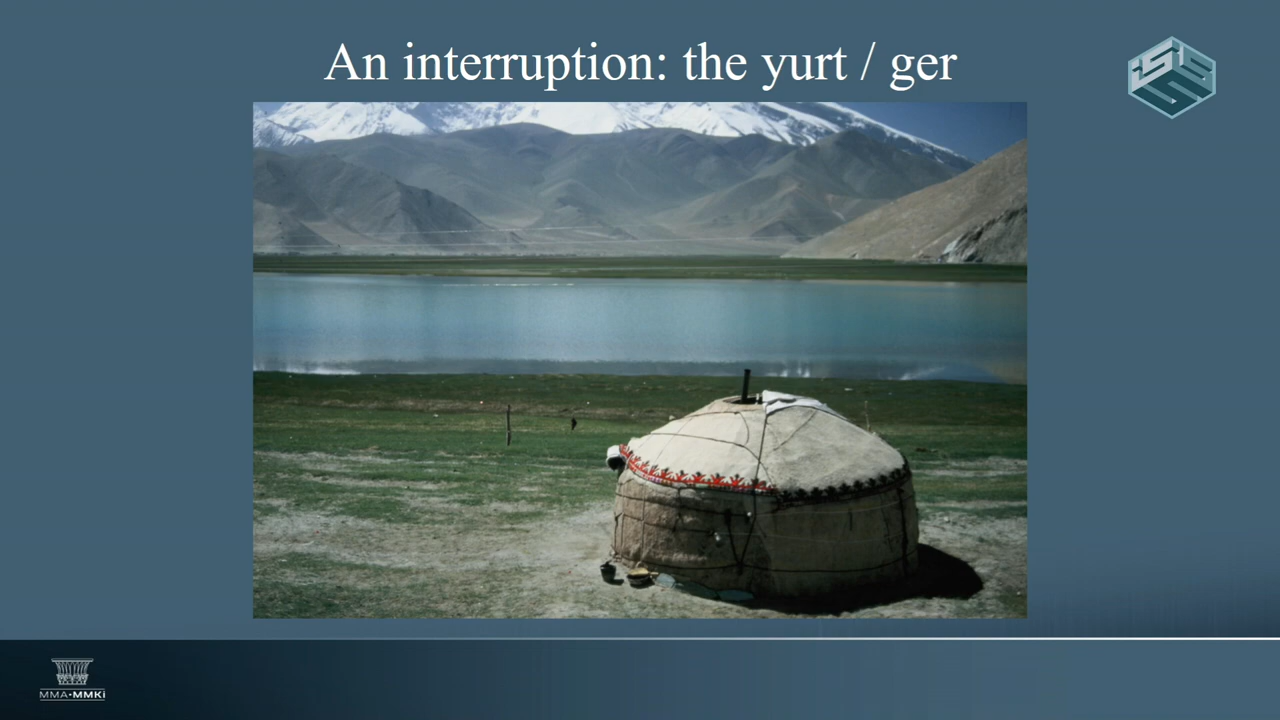 An interruption: the yurt / ger
MMA•MMKi